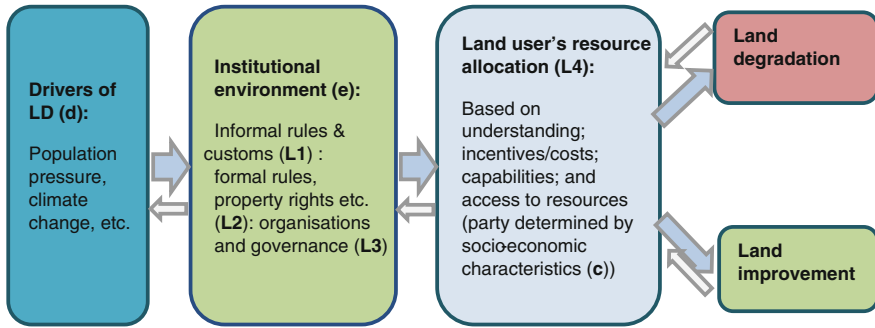 Drivers of
LD (d):
Population
pressure,
climate
change, etc.
Institutional
environment (e):
Informal rules &
customs (L1) :
formal rules,
property rights etc.
(L2): organisations
and governance (L3)
Land user's resource
allocation (L4):
Based on
understanding;
incentives/costs;
capabilities; and
access to resources
(party determined by
socio-economic
characteristics (c))
Land
degradation
Land
improvement